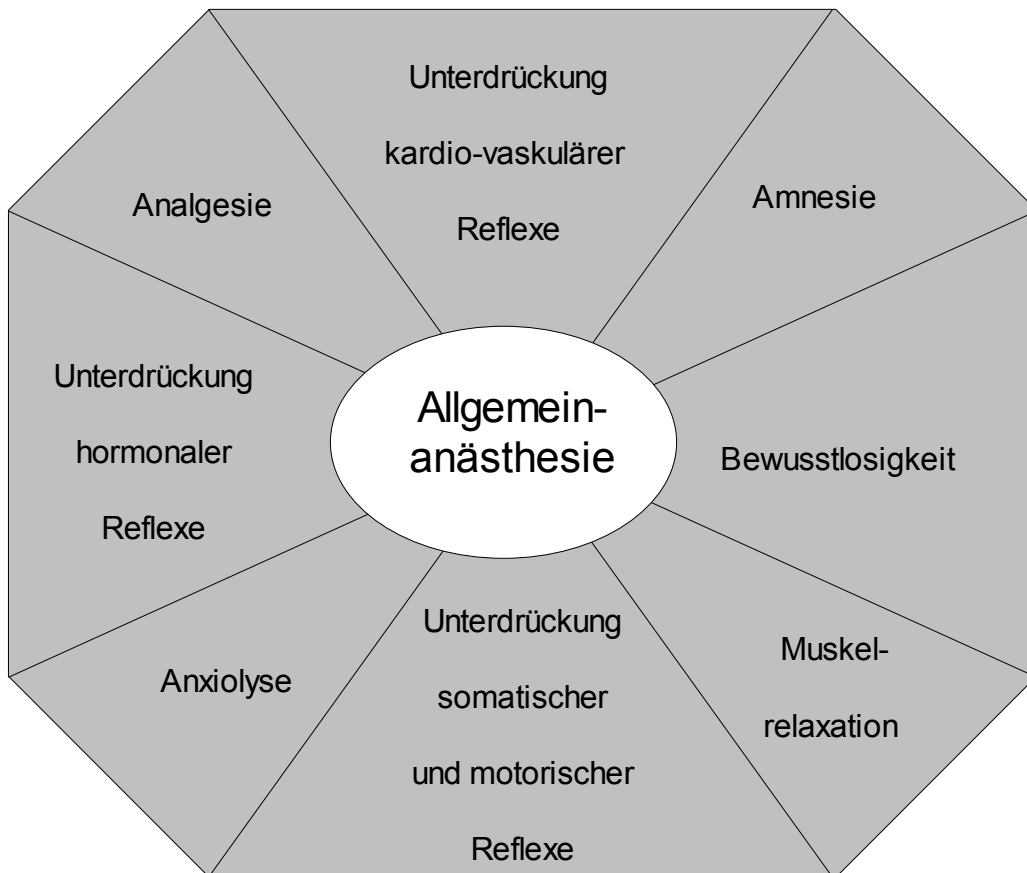 Unterdrückung
kardio-vaskulärer
Reflexe
Amnesie
Bewusstlosigkeit
Muskel-
relaxation
Unterdrückung
somatischer
und motorischer
Reflexe
Anxiolyse
Unterdrückung
hormonaler
Reflexe
Analgesie
Allgemein-
anästhesie